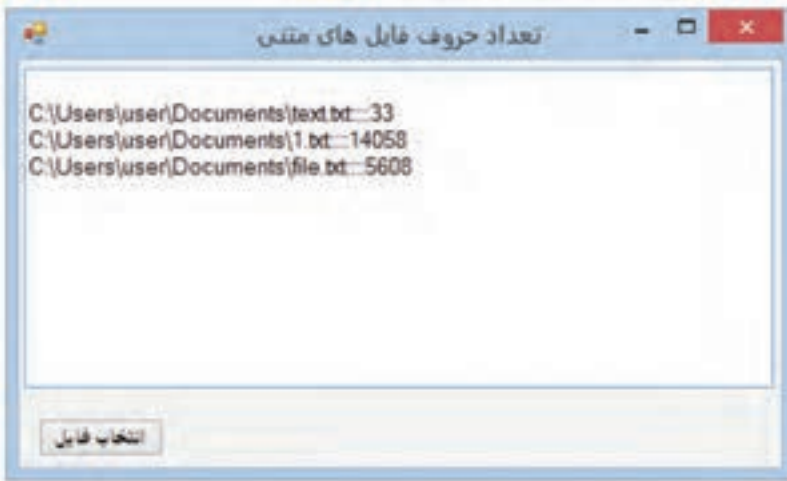 تعداد حروف فایل های متنی
C:\Users\user\Documents\text.txt:::33
C:\Users\user\Documents\1.txt:::14058
C:\Users\user\Documents\file.txt:::5608
انتخاب فایل